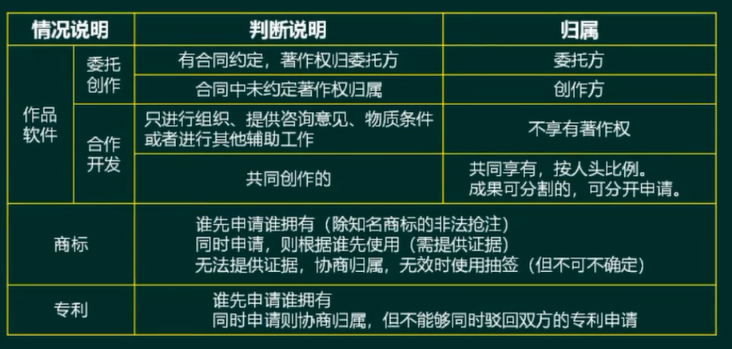 情况说明 判断说明 归属
作品
软件
委托
创作
有合同约定，著作权归委托方 委托方
合同中未约定著作权归属 创作方
合作
开发
只进行组织、提供咨询意见、物质条件
或者进行其他辅助工作
不享有著作权
共同创作的
共同享有，按人头比例。
成果可分割的，可分开申请。
商标
谁先申请谁拥有（除知名商标的非法抢注）
同时申请，则根据谁先使用（需提供证据）
无法提供证据，协商归属，无效时使用抽签（但不可不确定）
专利
谁先申请谁拥有
同时申请则协商归属，但不能够同时驳回双方的专利申请